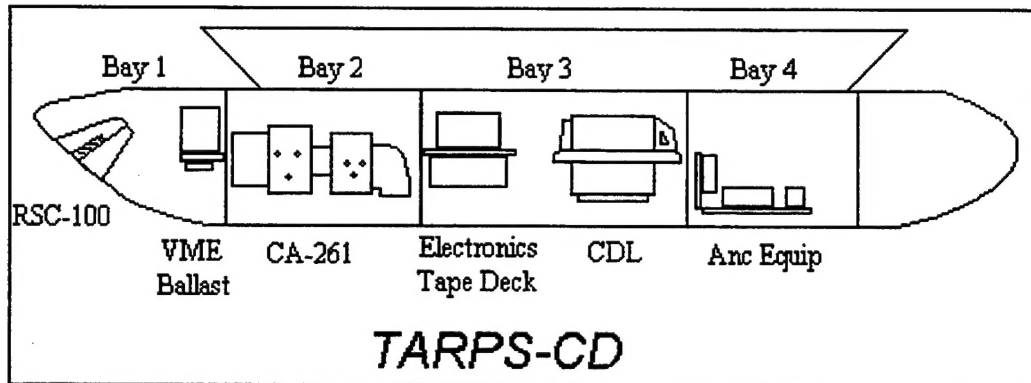 Bay 1
Bay 2
Bay 3
Bay 4
RSC-100
VME
Ballast
CA-261
Electronics
Tape Deck
CDL
Anc Equip
TARPS-CD